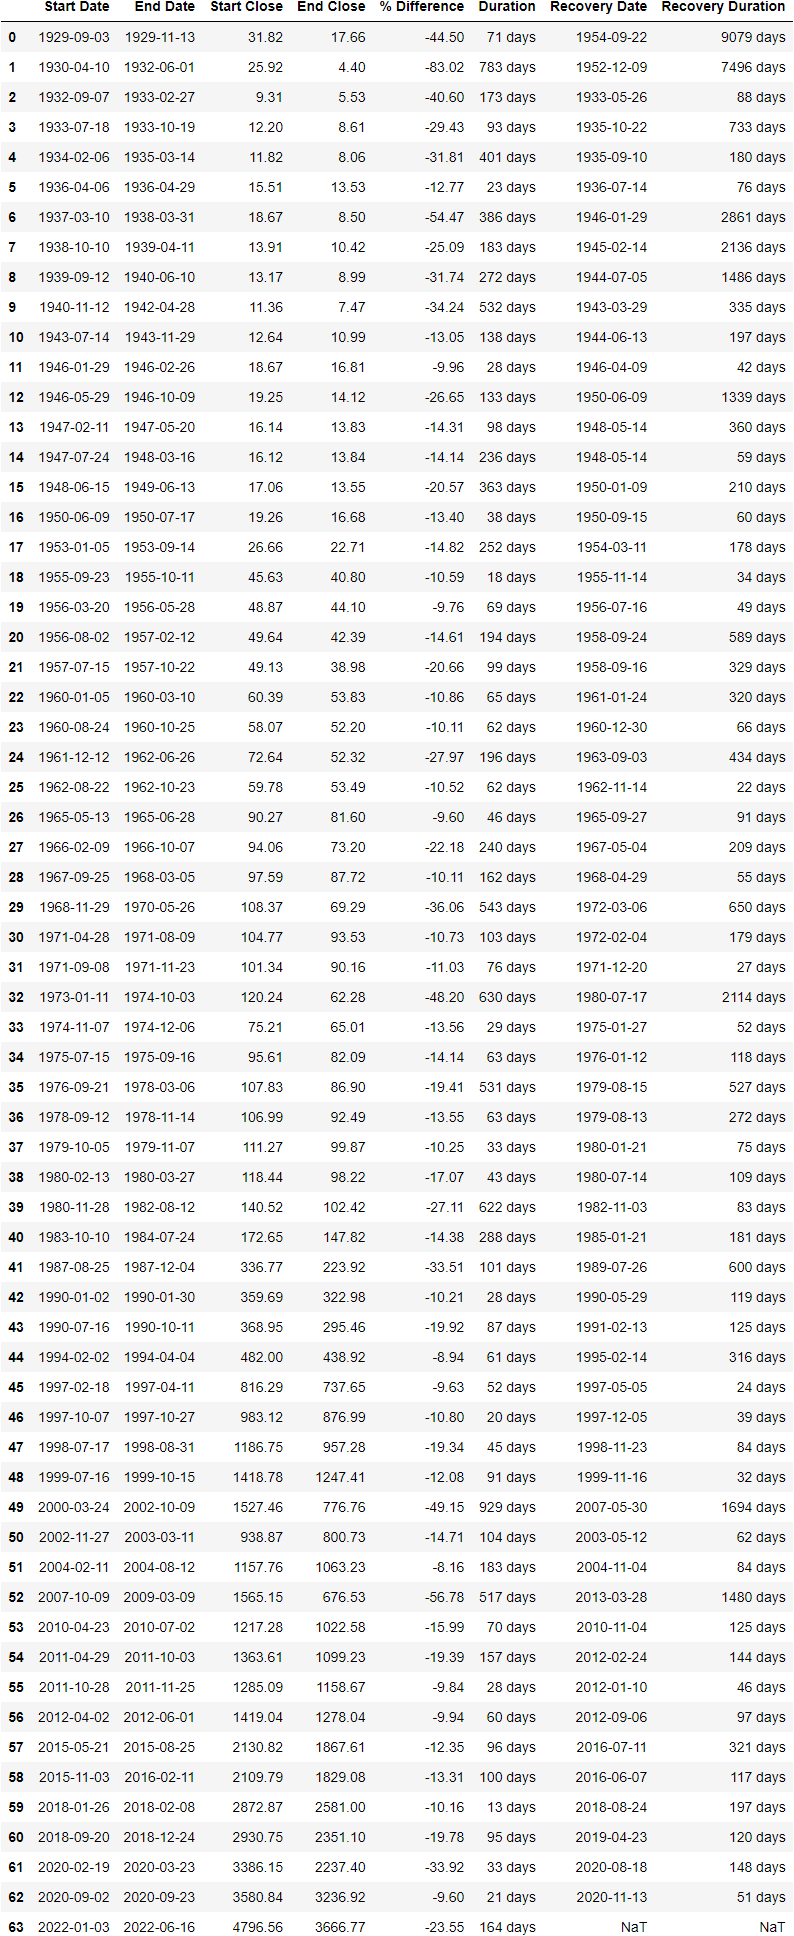 Start Date End Date Start Close End Close % Difference Duration Recovery Date Recovery Duration
0 1929-09-03 1929-11-13 31.82 17.66 -44.50 71 days 1954-09-22 9079 days
1 1930-04-10 1932-06-01 25.92 4.40 -83.02 783 days 1952-12-09 7496 days
2 1932-09-07 1933-02-27 9.31 5.53 -40.60 173 days 1933-05-26 88 days
3 1933-07-18 1933-10-19 12.20 8.61 -29.43 93 days 1935-10-22 733 days
4 1934-02-06 1935-03-14 11.82 8.06 -31.81 401 days 1935-09-10 180 days
5 1936-04-06 1936-04-29 15.51 13.53 -12.77 23 days 1936-07-14 76 days
6 1937-03-10 1938-03-31 18.67 8.50 -54.47 386 days 1946-01-29 2861 days
7 1938-10-10 1939-04-11 13.91 10.42 -25.09 183 days 1945-02-14 2136 days
8 1939-09-12 1940-06-10 13.17 8.99 -31.74 272 days 1944-07-05 1486 days
9 1940-11-12 1942-04-28 11.36 7.47 -34.24 532 days 1943-03-29 335 days
10 1943-07-14 1943-11-29 12.64 10.99 -13.05 138 days 1944-06-13 197 days
11 1946-01-29 1946-02-26 18.67 16.81 -9.96 28 days 1946-04-09 42 days
12 1946-05-29 1946-10-09 19.25 14.12 -26.65 133 days 1950-06-09 1339 days
13 1947-02-11 1947-05-20 16.14 13.83 -14.31 98 days 1948-05-14 360 days
14 1947-07-24 1948-03-16 16.12 13.84 -14.14 236 days 1948-05-14 59 days
15 1948-06-15 1949-06-13 17.06 13.55 -20.57 363 days 1950-01-09 210 days
16 1950-06-09 1950-07-17 19.26 16.68 -13.40 38 days 1950-09-15 60 days
17 1953-01-05 1953-09-14 26.66 22.71 -14.82 252 days 1954-03-11 178 days
18 1955-09-23 1955-10-11 45.63 40.80 -10.59 18 days 1955-11-14 34 days
19 1956-03-20 1956-05-28 48.87 44.10 -9.76 69 days 1956-07-16 49 days
20 1956-08-02 1957-02-12 49.64 42.39 -14.61 194 days 1958-09-24 589 days
21 1957-07-15 1957-10-22 49.13 38.98 -20.66 99 days 1958-09-16 329 days
22 1960-01-05 1960-03-10 60.39 53.83 -10.86 65 days 1961-01-24 320 days
23 1960-08-24 1960-10-25 58.07 52.20 -10.11 62 days 1960-12-30 66 days
24 1961-12-12 1962-06-26 72.64 52.32 -27.97 196 days 1963-09-03 434 days
25 1962-08-22 1962-10-23 59.78 53.49 -10.52 62 days 1962-11-14 22 days
26 1965-05-13 1965-06-28 90.27 81.60 -9.60 46 days 1965-09-27 91 days
27 1966-02-09 1966-10-07 94.06 73.20 -22.18 240 days 1967-05-04 209 days
28 1967-09-25 1968-03-05 97.59 87.72 -10.11 162 days 1968-04-29 55 days
29 1968-11-29 1970-05-26 108.37 69.29 -36.06 543 days 1972-03-06 650 days
30 1971-04-28 1971-08-09 104.77 93.53 -10.73 103 days 1972-02-04 179 days
31 1971-09-08 1971-11-23 101.34 90.16 -11.03 76 days 1971-12-20 27 days
32 1973-01-11 1974-10-03 120.24 62.28 -48.20 630 days 1980-07-17 2114 days
33 1974-11-07 1974-12-06 75.21 65.01 -13.56 29 days 1975-01-27 52 days
34 1975-07-15 1975-09-16 95.61 82.09 -14.14 63 days 1976-01-12 118 days
35 1976-09-21 1978-03-06 107.83 86.90 -19.41 531 days 1979-08-15 527 days
36 1978-09-12 1978-11-14 106.99 92.49 -13.55 63 days 1979-08-13 272 days
37 1979-10-05 1979-11-07 111.27 99.87 -10.25 33 days 1980-01-21 75 days
38 1980-02-13 1980-03-27 118.44 98.22 -17.07 43 days 1980-07-14 109 days
39 1980-11-28 1982-08-12 140.52 102.42 -27.11 622 days 1982-11-03 83 days
40 1983-10-10 1984-07-24 172.65 147.82 -14.38 288 days 1985-01-21 181 days
41 1987-08-25 1987-12-04 336.77 223.92 -33.51 101 days 1989-07-26 600 days
42 1990-01-02 1990-01-30 359.69 322.98 -10.21 28 days 1990-05-29 119 days
43 1990-07-16 1990-10-11 368.95 295.46 -19.92 87 days 1991-02-13 125 days
44 1994-02-02 1994-04-04 482.00 438.92 -8.94 61 days 1995-02-14 316 days
45 1997-02-18 1997-04-11 816.29 737.65 -9.63 52 days 1997-05-05 24 days
46 1997-10-07 1997-10-27 983.12 876.99 -10.80 20 days 1997-12-05 39 days
47 1998-07-17 1998-08-31 1186.75 957.28 -19.34 45 days 1998-11-23 84 days
48 1999-07-16 1999-10-15 1418.78 1247.41 -12.08 91 days 1999-11-16 32 days
49 2000-03-24 2002-10-09 1527.46 776.76 -49.15 929 days 2007-05-30 1694 days
50 2002-11-27 2003-03-11 938.87 800.73 -14.71 104 days 2003-05-12 62 days
51 2004-02-11 2004-08-12 1157.76 1063.23 -8.16 183 days 2004-11-04 84 days
52 2007-10-09 2009-03-09 1565.15 676.53 -56.78 517 days 2013-03-28 1480 days
53 2010-04-23 2010-07-02 1217.28 1022.58 -15.99 70 days 2010-11-04 125 days
54 2011-04-29 2011-10-03 1363.61 1099.23 -19.39 157 days 2012-02-24 144 days
55 2011-10-28 2011-11-25 1285.09 1158.67 -9.84 28 days 2012-01-10 46 days
56 2012-04-02 2012-06-01 1419.04 1278.04 -9.94 60 days 2012-09-06 97 days
57 2015-05-21 2015-08-25 2130.82 1867.61 -12.35 96 days 2016-07-11 321 days
58 2015-11-03 2016-02-11 2109.79 1829.08 -13.31 100 days 2016-06-07 117 days
59 2018-01-26 2018-02-08 2872.87 2581.00 -10.16 13 days 2018-08-24 197 days
60 2018-09-20 2018-12-24 2930.75 2351.10 -19.78 95 days 2019-04-23 120 days
61 2020-02-19 2020-03-23 3386.15 2237.40 -33.92 33 days 2020-08-18 148 days
62 2020-09-02 2020-09-23 3580.84 3236.92 -9.60 21 days 2020-11-13 51 days
63 2022-01-03 2022-06-16 4796.56 3666.77 -23.55 164 days NaT NaT